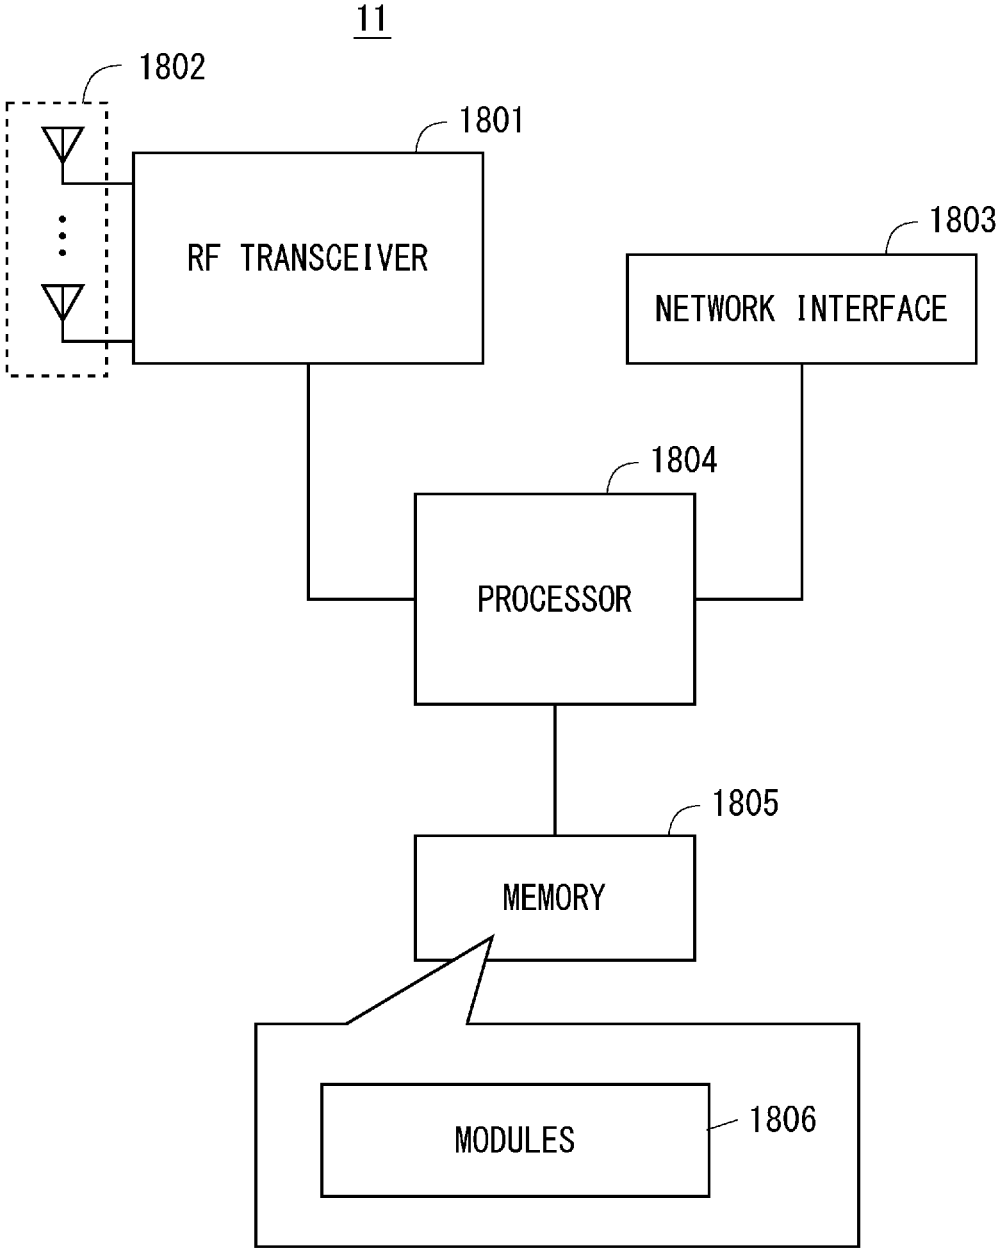 11
1802
1801
RF TRANSCEIVER
1803
NETWORK INTERFACE
1804
PROCESSOR
1805
MEMORY
MODULES
1806